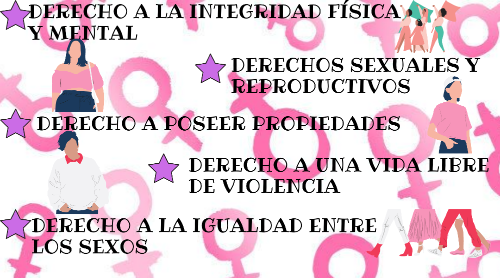 DERECHO A LA INTEGRIDAD FÍSICA
Y MENTAL
DERECHOS SEXUALES Y
REPRODUCTIVOS
DERECHO A POSEER PROPIEDADES
DERECHO A UNA VIDA LIBRE
DE VIOLENCIA
DERECHO A LA IGUALDAD ENTRE
LOS SEXOS